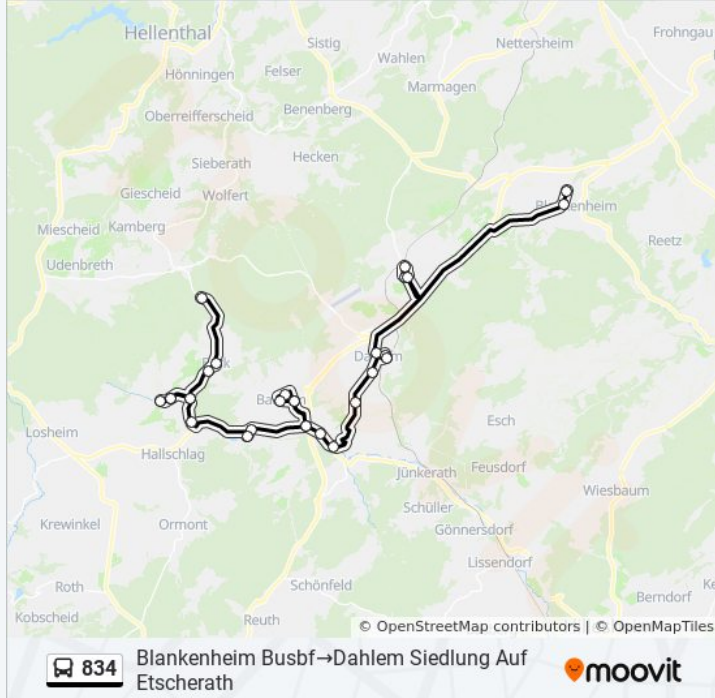 Hellenthal
Sistig
Nettersheim
Frohngau
Wahlen
Hönningen
Felser
Marmagen
Oberreifferscheid
Benenberg
Sieberath
Hecken
Giescheid
Wolfert
Miescheid
Kamberg
Udenbreth
Reetz
Esch
Losheim
Hallschlag
Jünkerath
Feusdorf
Wiesbaum
Schüller
Krewinkel
Ormont
Gönnersdorf
Lissendorf
Roth
Schönfeld
Berndorf
Kobscheid
Reuth
© OpenStreetMap contributors | © OpenMapTiles
834
Blankenheim Busbf→Dahlem Siedlung Auf
Etscherath
moovit